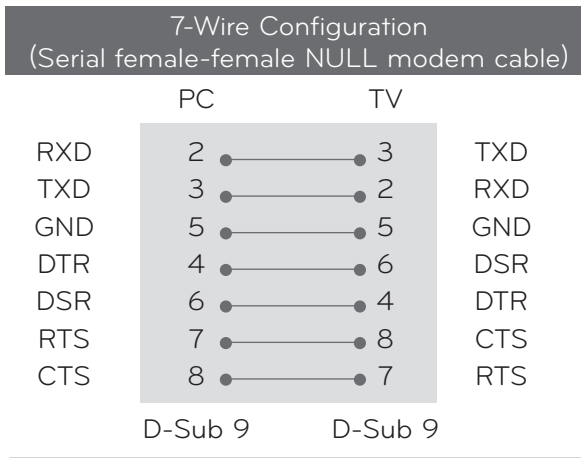 7-Wire Configuration
(Serial female-female NULL modem cable)
PC TV
RXD 2 3 TXD
TXD 3 2 RXD
GND 5 5 GND
DTR 4 6 DSR
DSR 6 4 DTR
RTS 7 8 CTS
CTS 8 7 RTS
D-Sub 9 D-Sub 9